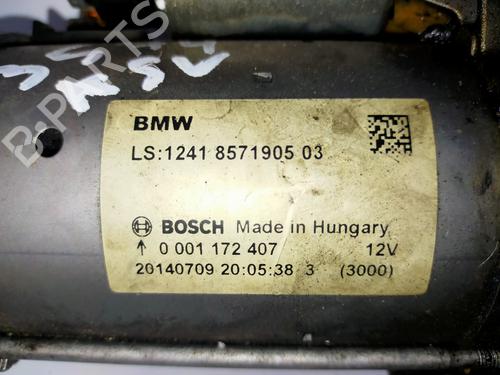 B-PARTS
BMW
LS:1241 8571905 03
BOSCH Made in Hungary
↑ 0 001 172 407 12V
20140709 20:05:38 3 (3000)